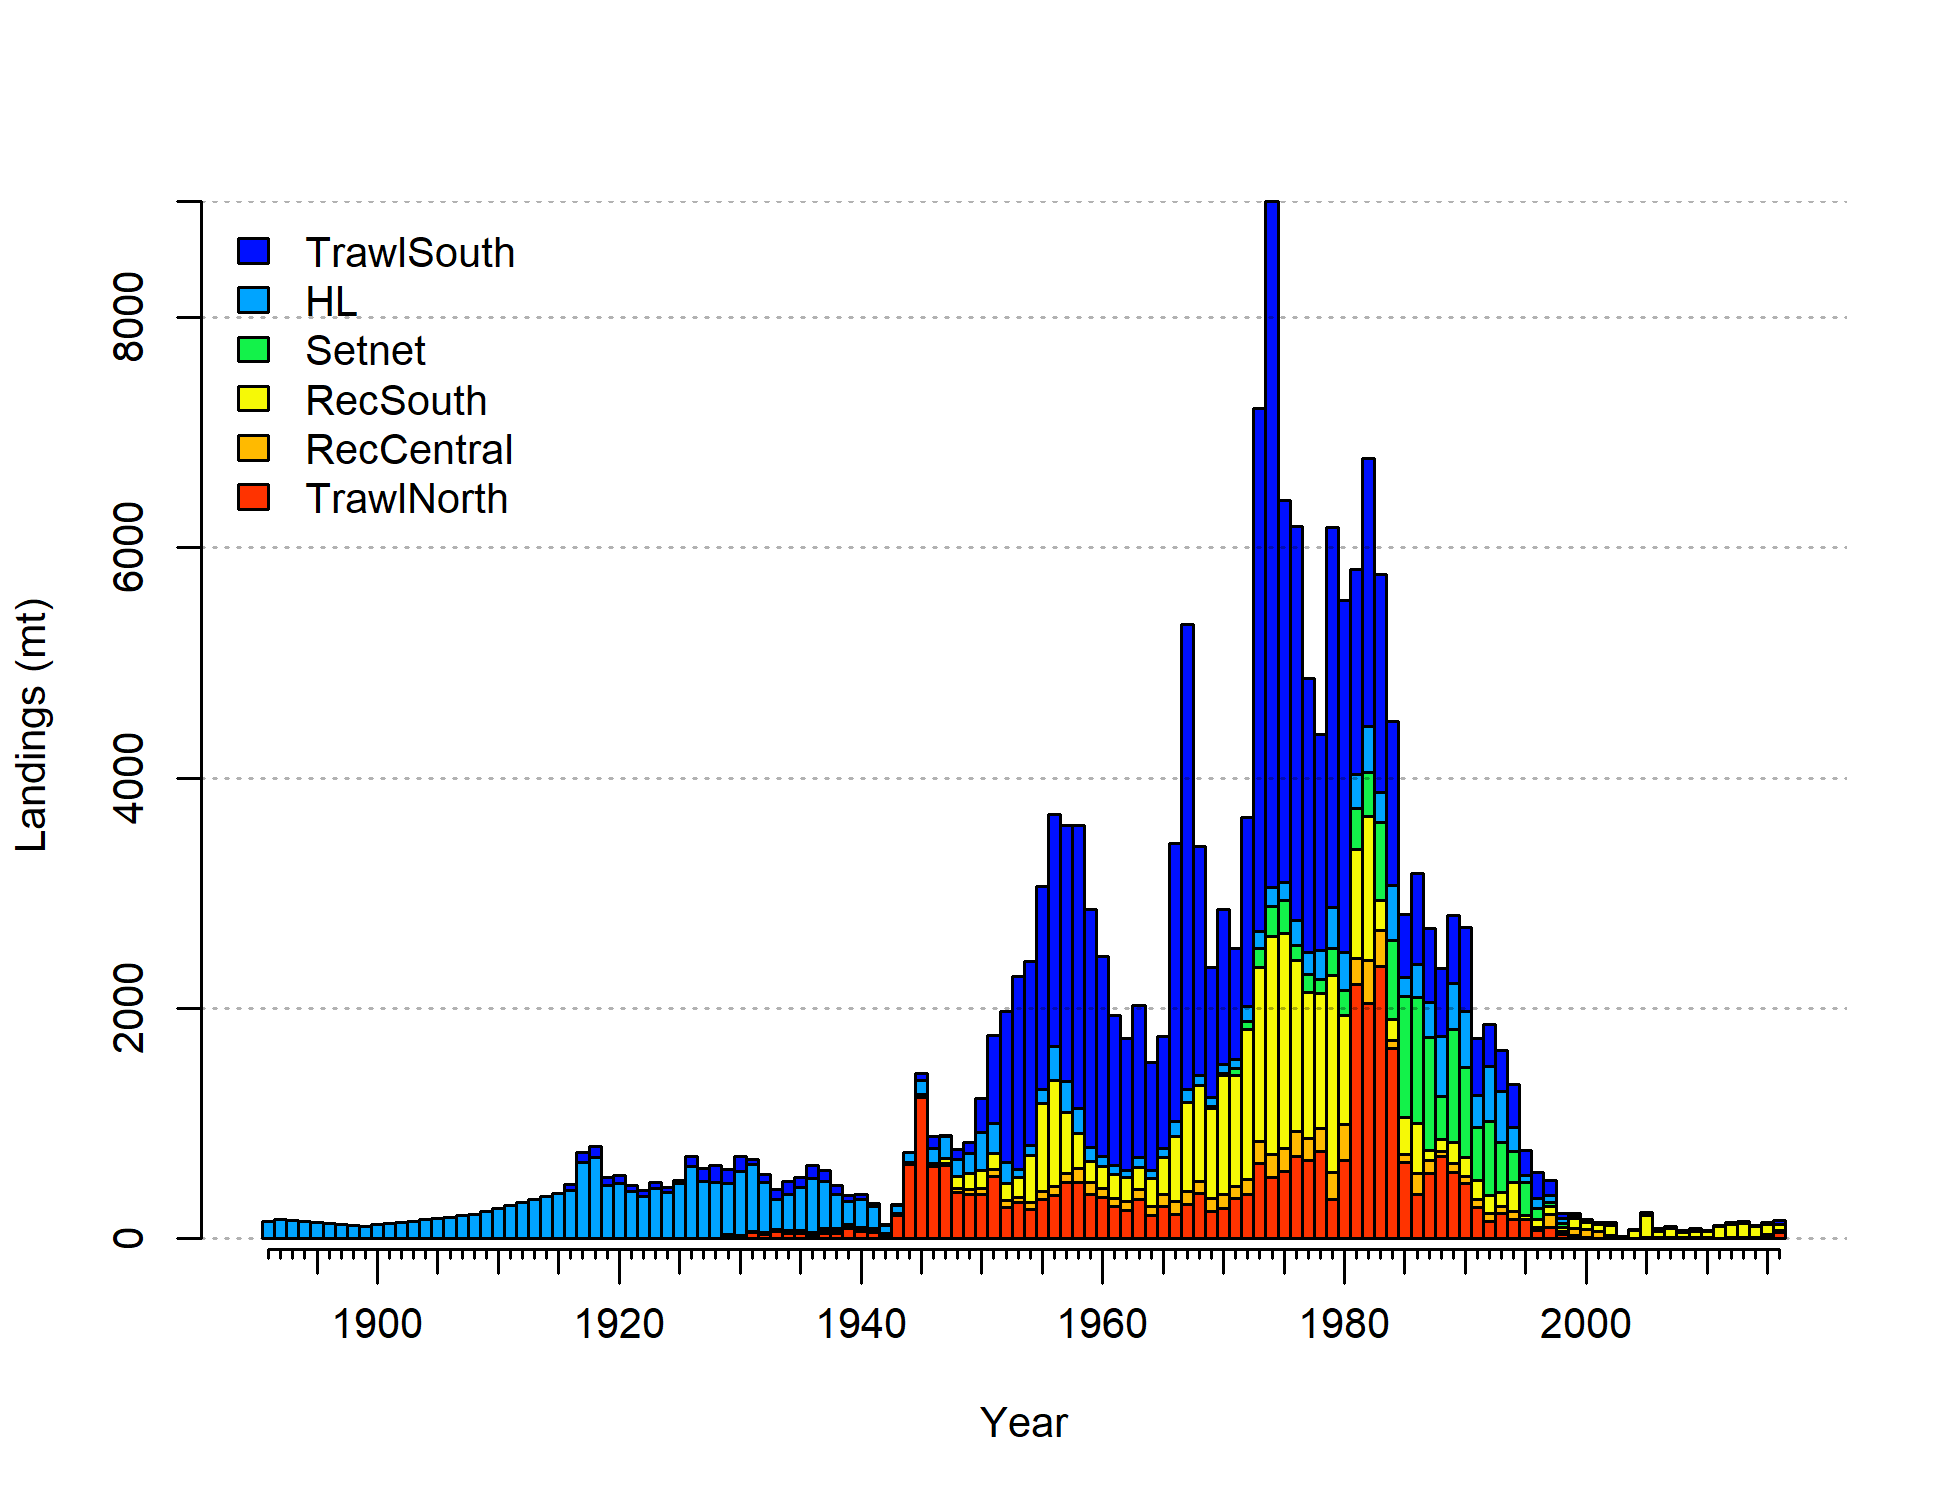 TrawlSouth
HL
Setnet
RecSouth
RecCentral
TrawlNorth
Landings (mt)
8000
6000
4000
2000
0
1900 1920 1940 1960 1980 2000
Year